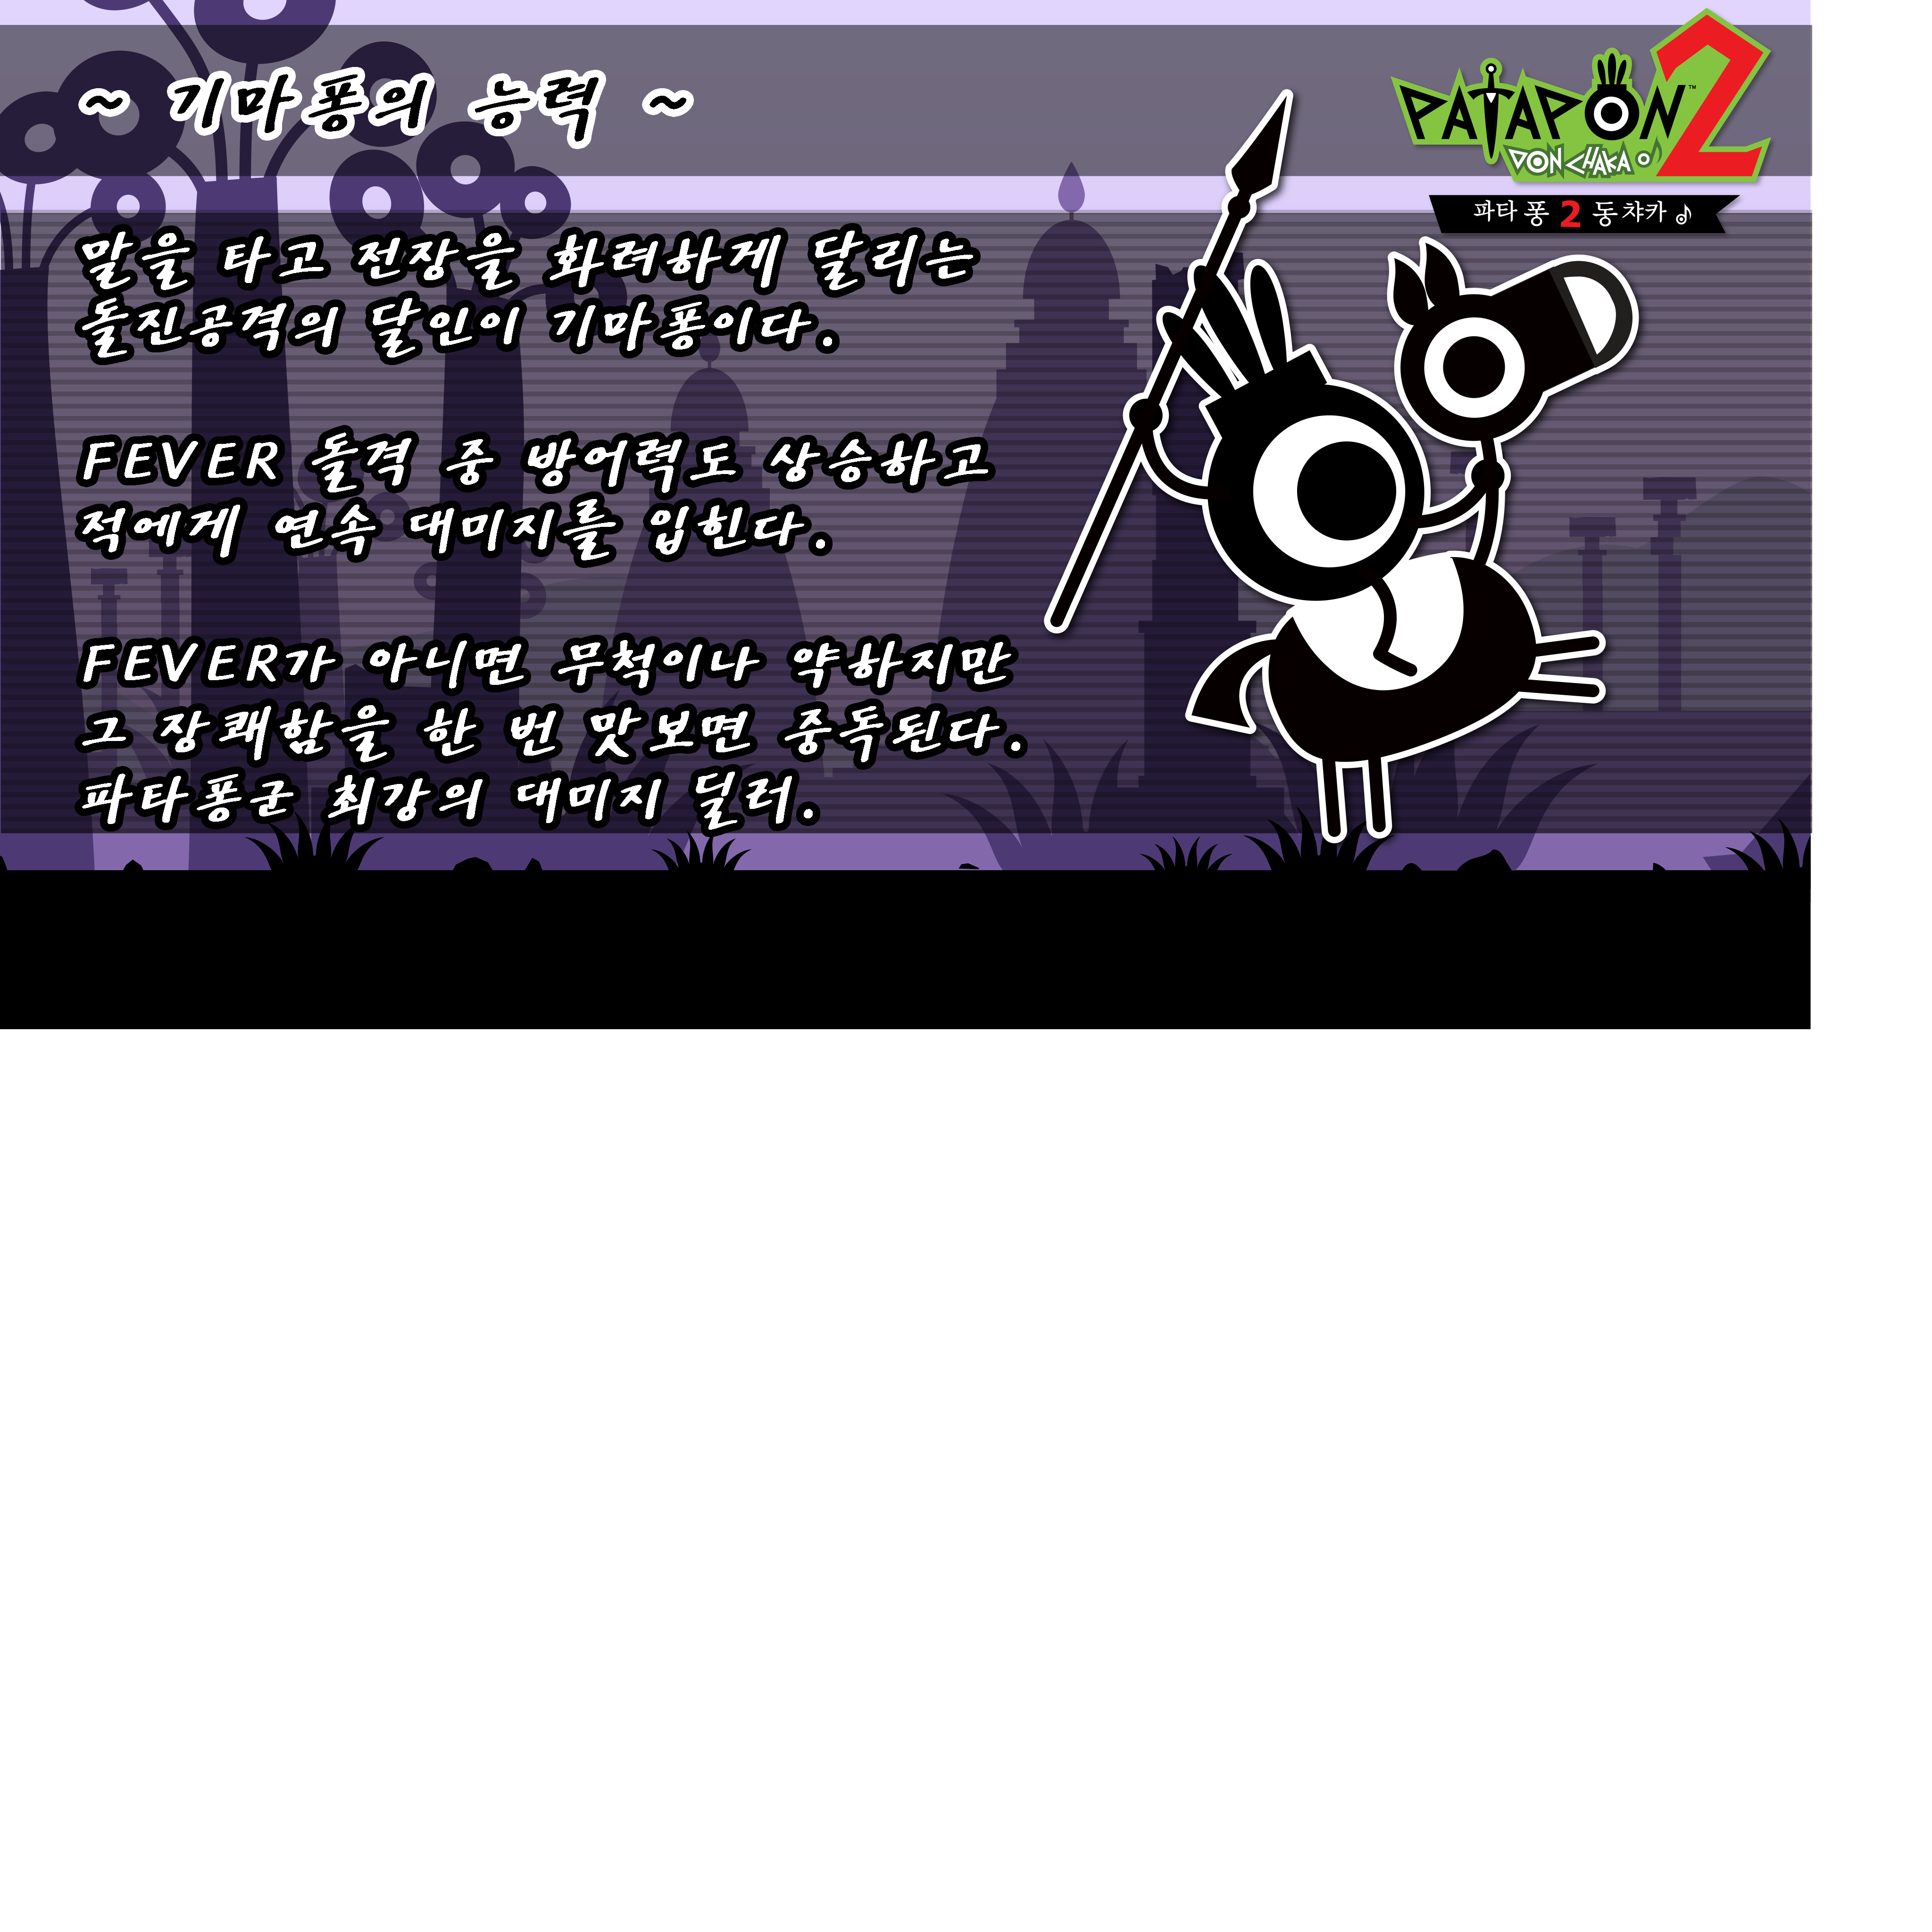 ~ 기마퐁의 능력 ~
PATAPON™ 2
DON CHAKA♪
파타퐁 2 동챠카 ♪
말을 타고 전장을 화려하게 달리는
돌진공격의 달인이 기마퐁이다.
FEVER 돌격 중 방어력도 상승하고
적에게 연속 대미지를 입힌다.
FEVER가 아니면 무척이나 약하지만
그 장쾌함을 한 번 맛보면 중독된다.
파타퐁군 최강의 대미지 딜러.